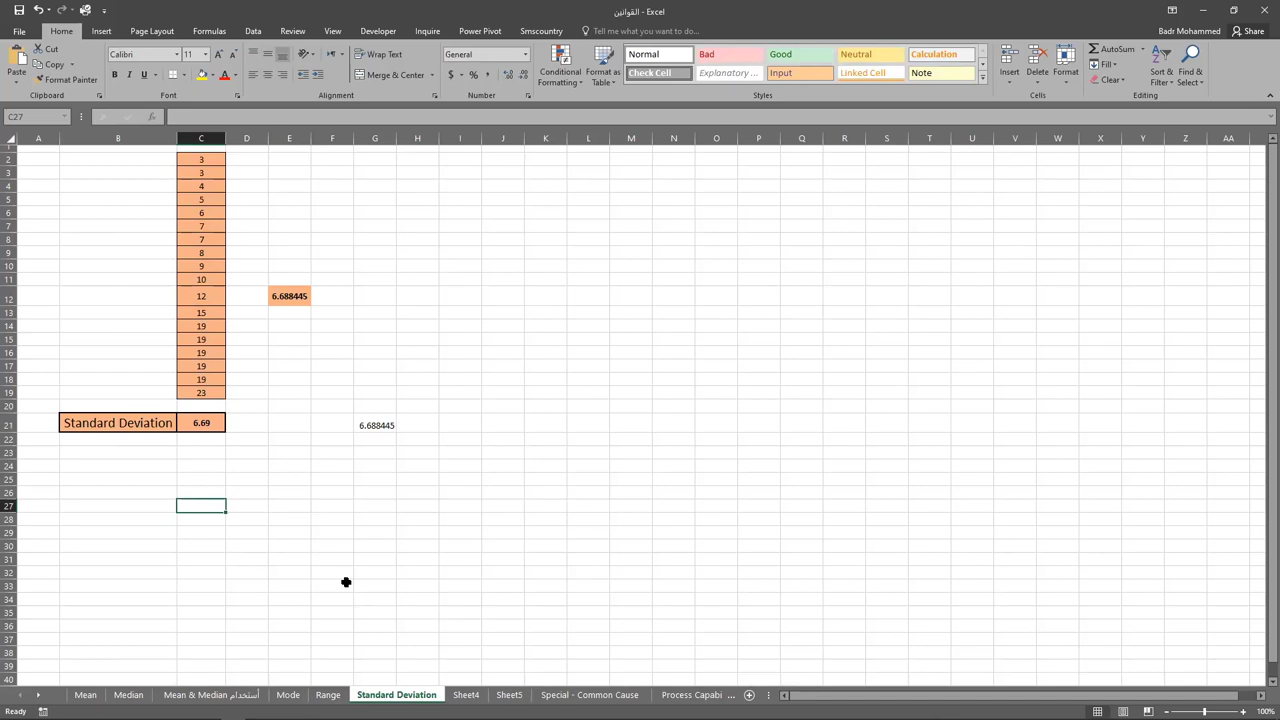 القوانين - Excel
Badr Mohammed
File Home Insert Page Layout Formulas Data Review View Developer Inquire Power Pivot Smscountry Tell me what you want to do... Share
Paste
Cut
Copy
Format Painter
Clipboard
Calibri 11
B I U
Font
Wrap Text
Merge & Center
Alignment
General
$ % ,
Number
Conditional Formatting
Format as Table
Normal Bad Good Neutral Calculation
Check Cell Explanatory ... Input Linked Cell Note
Styles
Insert Delete Format
Cells
AutoSum
Fill
Clear
Sort & Filter
Find & Select
Editing
C27
fx
A B C D E F G H I J K L M N O P Q R S T U V W X Y Z AA
1
2 3
3 3
4 4
5 5
6 6
7 7
8 7
9 8
10 9
11 10
12 12 6.688445
13 15
14 19
15 19
16 19
17 19
18 19
19 23
20
21 Standard Deviation 6.69 6.688445
22
23
24
25
26
27
28
29
30
31
32
33
34
35
36
37
38
39
40
Mean Median أستخدام Mean & Median Mode Range Standard Deviation Sheet4 Sheet5 Special - Common Cause Process Capabi ...
Ready
100%